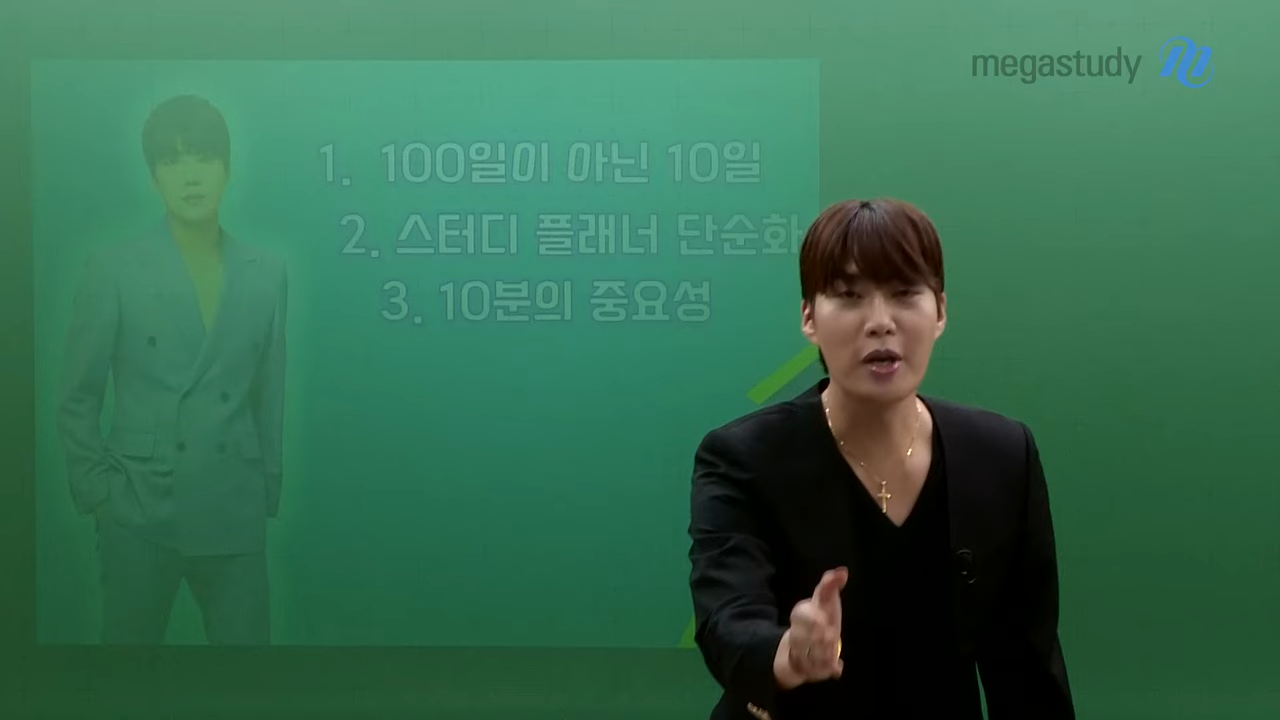 megastudy
1. 100일이 아닌 10일
2. 스터디 플래너 단순화
3. 10분의 중요성